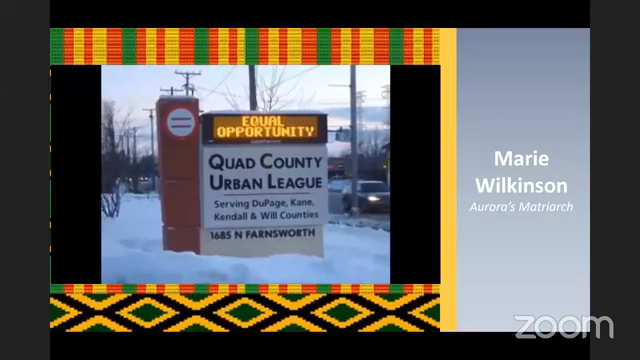 EQUAL
OPPORTUNITY
QUAD COUNTY
URBAN LEAGUE
Serving DuPage, Kane,
Kendall & Will Counties
1685 N FARNSWORTH
Marie
Wilkinson
Aurora's Matriarch
zoom